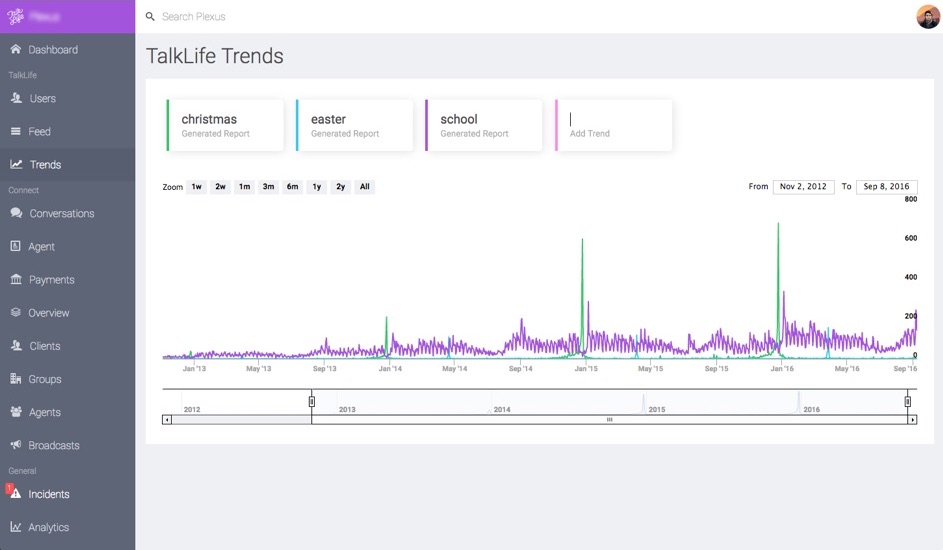 Search Plexus
Dashboard
TalkLife
Users
Feed
Trends
Connect
Conversations
Agent
Payments
Overview
Clients
Groups
Agents
Broadcasts
General
1
Incidents
Analytics
TalkLife Trends
christmas
Generated Report
easter
Generated Report
school
Generated Report
Add Trend
Zoom 1w 2w 1m 3m 6m 1y 2y All
From Nov 2, 2012 To Sep 8, 2016
800
600
400
200
0
Jan '13 May '13 Sep '13 Jan '14 May '14 Sep '14 Jan '15 May '15 Sep '15 Jan '16 May '16 Sep '16
2012 2013 2014 2015 2016